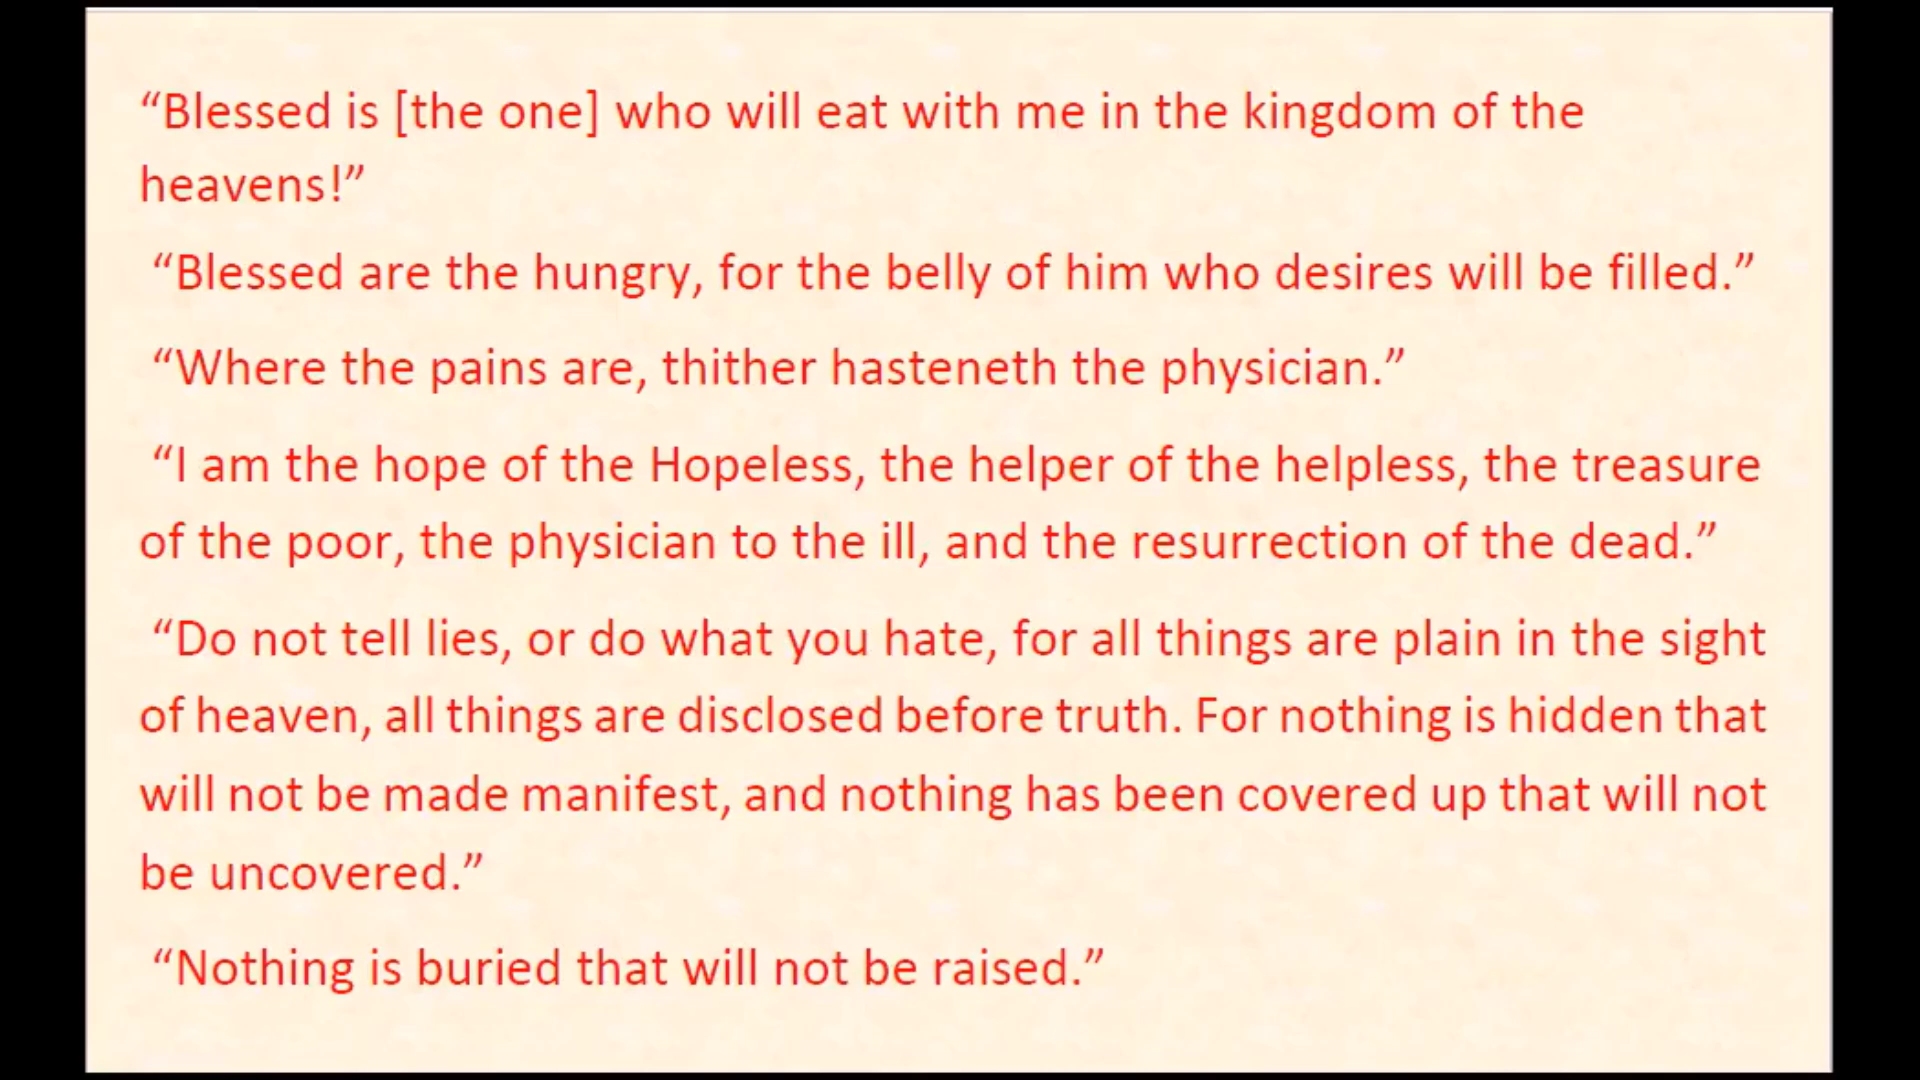 “Blessed is [the one] who will eat with me in the kingdom of the
heavens!”
“Blessed are the hungry, for the belly of him who desires will be filled.”
“Where the pains are, thither hasteneth the physician.”
“I am the hope of the Hopeless, the helper of the helpless, the treasure
of the poor, the physician to the ill, and the resurrection of the dead.”
“Do not tell lies, or do what you hate, for all things are plain in the sight
of heaven, all things are disclosed before truth. For nothing is hidden that
will not be made manifest, and nothing has been covered up that will not
be uncovered.”
“Nothing is buried that will not be raised.”